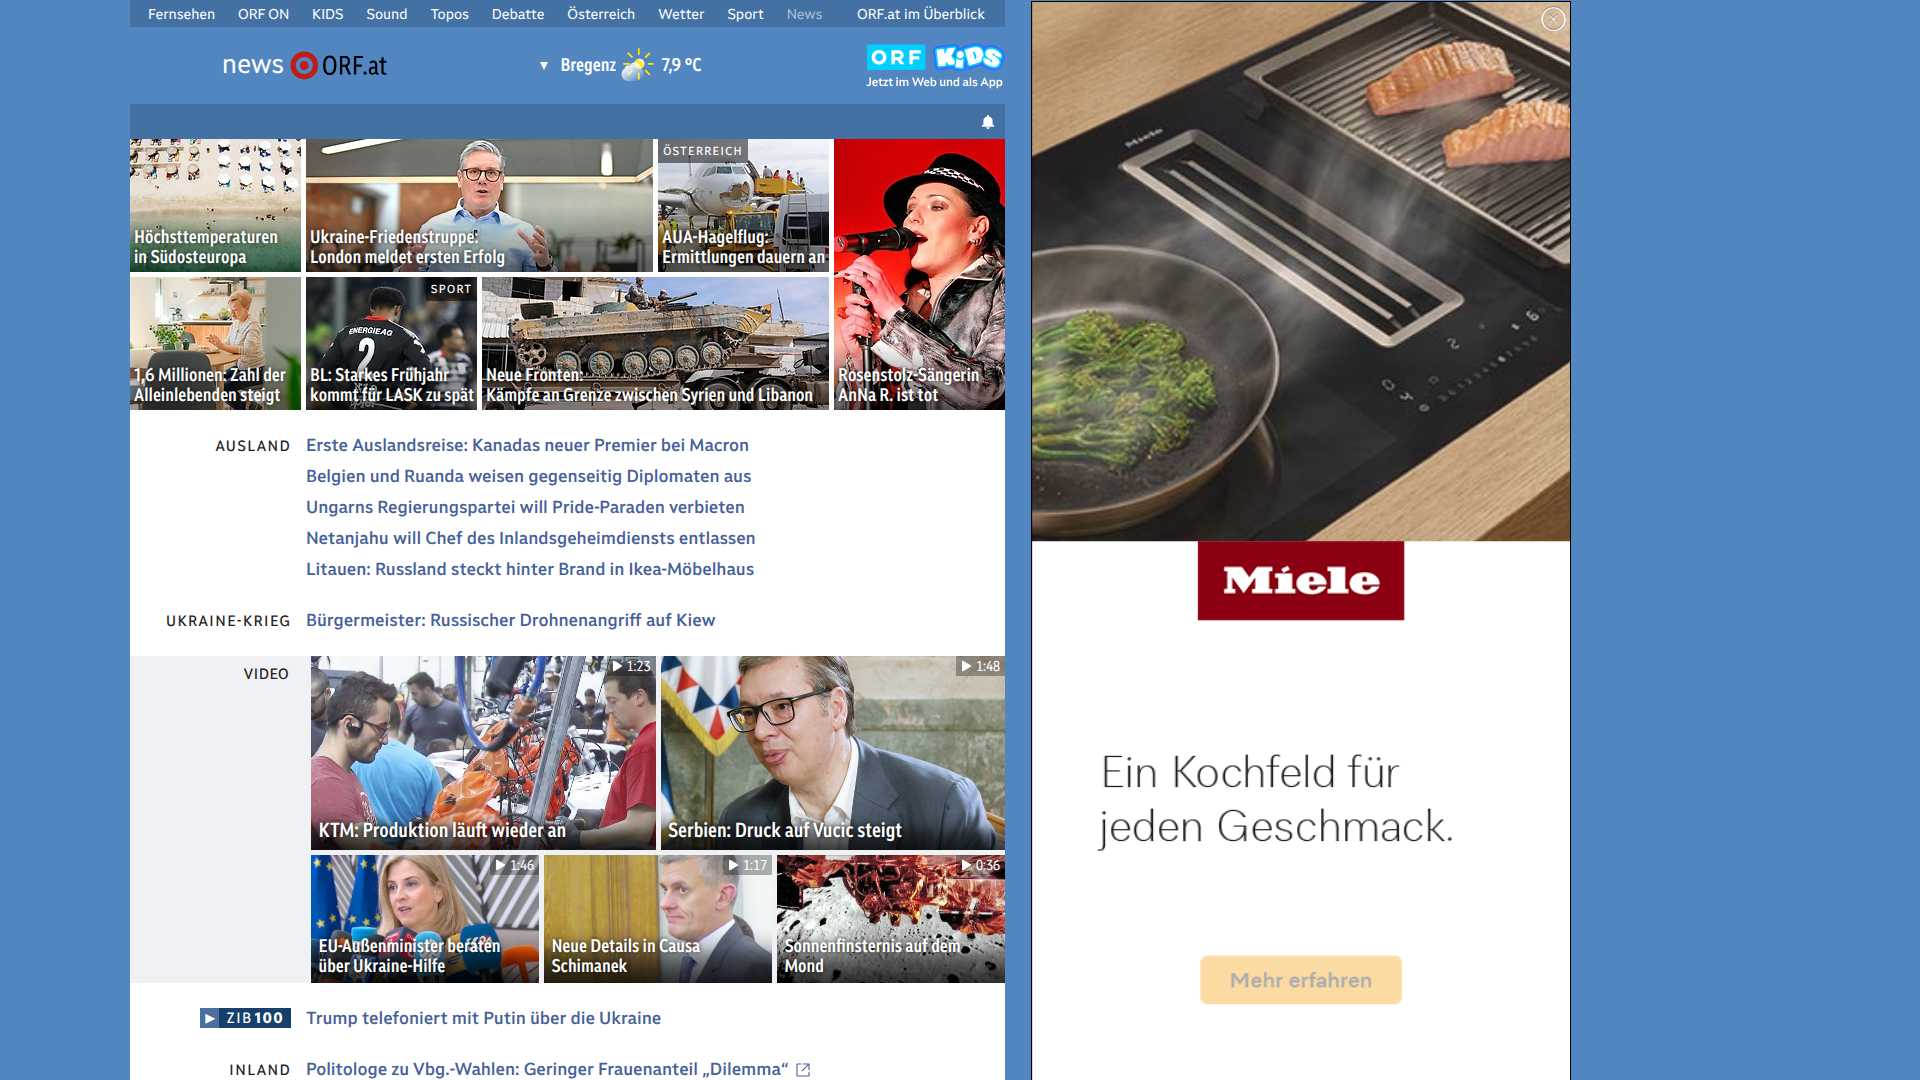 Fernsehen ORF ON KIDS Sound Topos Debatte Österreich Wetter Sport News ORF.at im Überblick
news ORF.at
▼ Bregenz 7,9 °C
ORF KiDS
Jetzt im Web und als App
Höchsttemperaturen
in Südosteuropa
Ukraine-Friedenstruppe:
London meldet ersten Erfolg
ÖSTERREICH
AUA-Hagelflug:
Ermittlungen dauern an
1,6 Millionen: Zahl der
Alleinlebenden steigt
SPORT
ENERGIE AG
2
BL: Starkes Frühjahr
kommt für LASK zu spät
Neue Fronten:
Kämpfe an Grenze zwischen Syrien und Libanon
Rosenstolz-Sängerin
AnNa R. ist tot
AUSLAND
Erste Auslandsreise: Kanadas neuer Premier bei Macron
Belgien und Ruanda weisen gegenseitig Diplomaten aus
Ungarns Regierungspartei will Pride-Paraden verbieten
Netanjahu will Chef des Inlandsgeheimdiensts entlassen
Litauen: Russland steckt hinter Brand in Ikea-Möbelhaus
UKRAINE-KRIEG
Bürgermeister: Russischer Drohnenangriff auf Kiew
VIDEO
1:23
KTM: Produktion läuft wieder an
1:48
Serbien: Druck auf Vucic steigt
1:46
EU-Außenminister beraten
über Ukraine-Hilfe
1:17
Neue Details in Causa
Schimanek
0:36
Sonnenfinsternis auf dem
Mond
ZIB100
Trump telefoniert mit Putin über die Ukraine
INLAND
Politologe zu Vbg.-Wahlen: Geringer Frauenanteil „Dilemma“
Miele
Miele
Ein Kochfeld für
jeden Geschmack.
Mehr erfahren